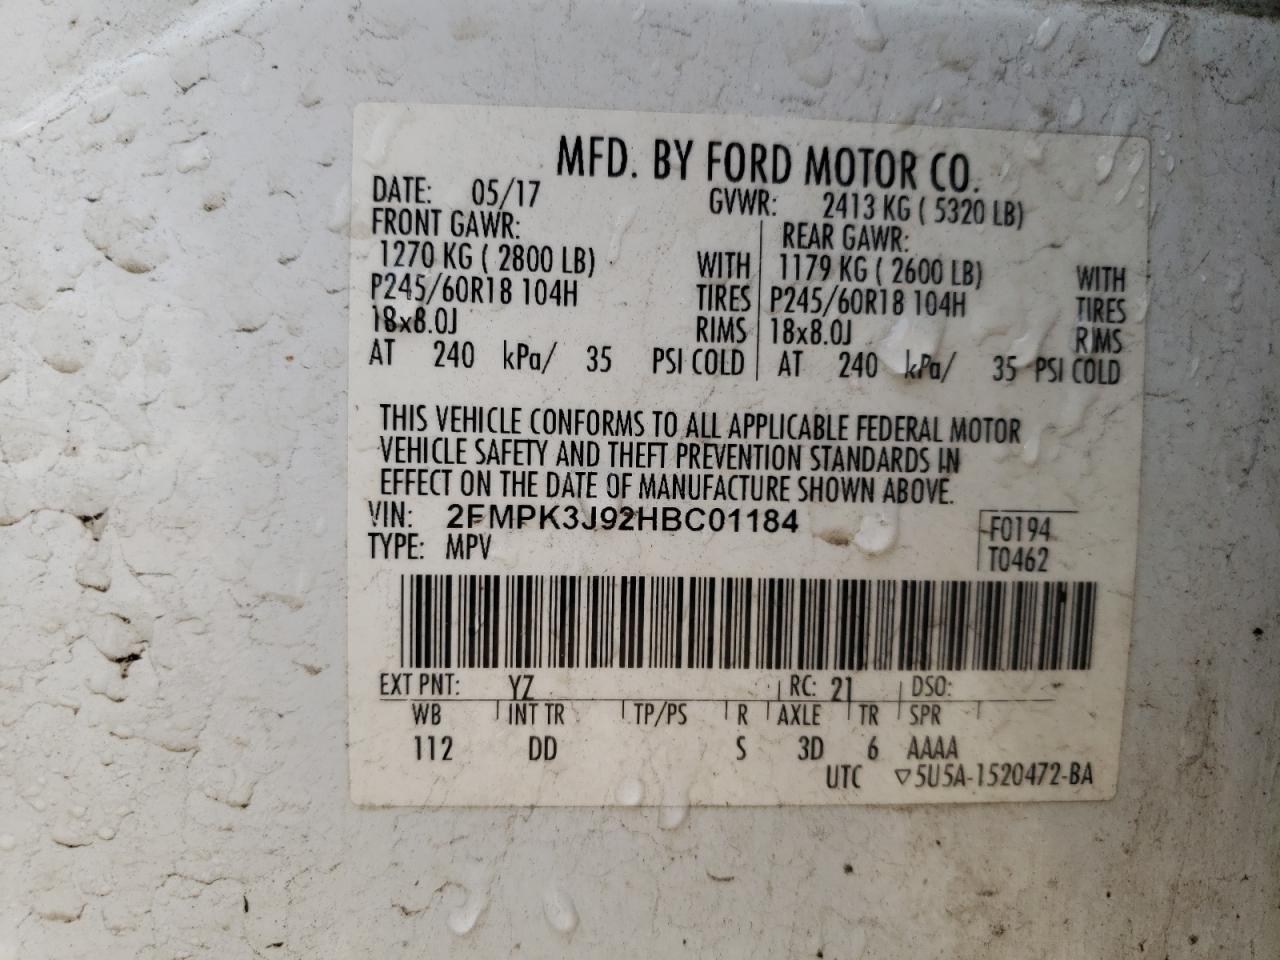 MFD. BY FORD MOTOR CO.
DATE: 05/17 GVWR: 2413 KG ( 5320 LB)
FRONT GAWR: REAR GAWR:
1270 KG ( 2800 LB) WITH 1179 KG ( 2600 LB) WITH
P245/60R18 104H TIRES P245/60R18 104H TIRES
18x8.0J RIMS 18x8.0J RIMS
AT 240 kPa/ 35 PSI COLD AT 240 kPa/ 35 PSI COLD
THIS VEHICLE CONFORMS TO ALL APPLICABLE FEDERAL MOTOR
VEHICLE SAFETY AND THEFT PREVENTION STANDARDS IN
EFFECT ON THE DATE OF MANUFACTURE SHOWN ABOVE.
VIN: 2FMPK3J92HBC01184 F0194
TYPE: MPV T0462
EXT PNT: YZ RC: 21 DSO:
WB INT TR TP/PS R AXLE TR SPR
112 DD S 3D 6 AAAA
UTC ▽5U5A-1520472-BA